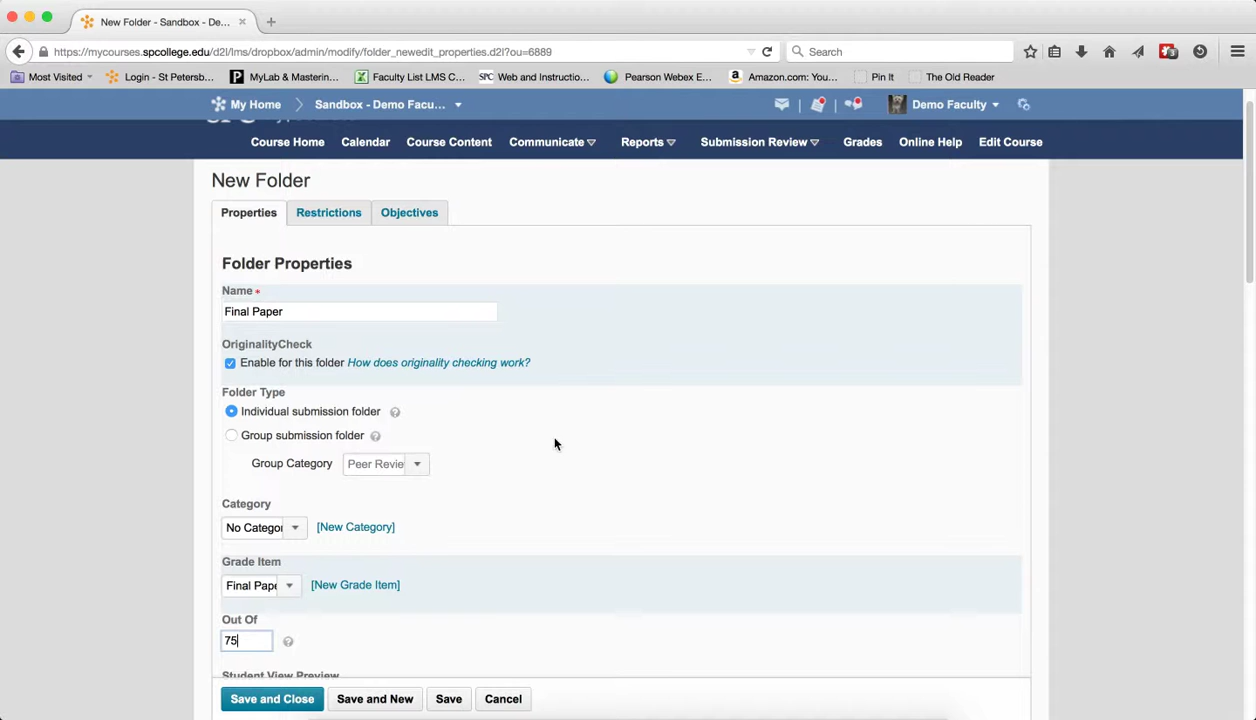 New Folder - Sandbox - De...
https://mycourses.spcollege.edu/d2l/lms/dropbox/admin/modify/folder_newedit_properties.d2l?ou=6889
Search
Most Visited
Login - St Petersb...
MyLab & Mastering...
Faculty List LMS C...
SPC Web and Instructio...
Pearson Webex E...
Amazon.com: You...
Pin It
The Old Reader
My Home
Sandbox - Demo Facu...
Demo Faculty
Course Home
Calendar
Course Content
Communicate
Reports
Submission Review
Grades
Online Help
Edit Course
New Folder
Properties
Restrictions
Objectives
Folder Properties
Name *
Final Paper
OriginalityCheck
Enable for this folder How does originality checking work?
Folder Type
Individual submission folder ?
Group submission folder ?
Group Category Peer Revie
Category
No Categor [New Category]
Grade Item
Final Pape [New Grade Item]
Out Of
75 ?
Student View Preview
Save and Close
Save and New
Save
Cancel